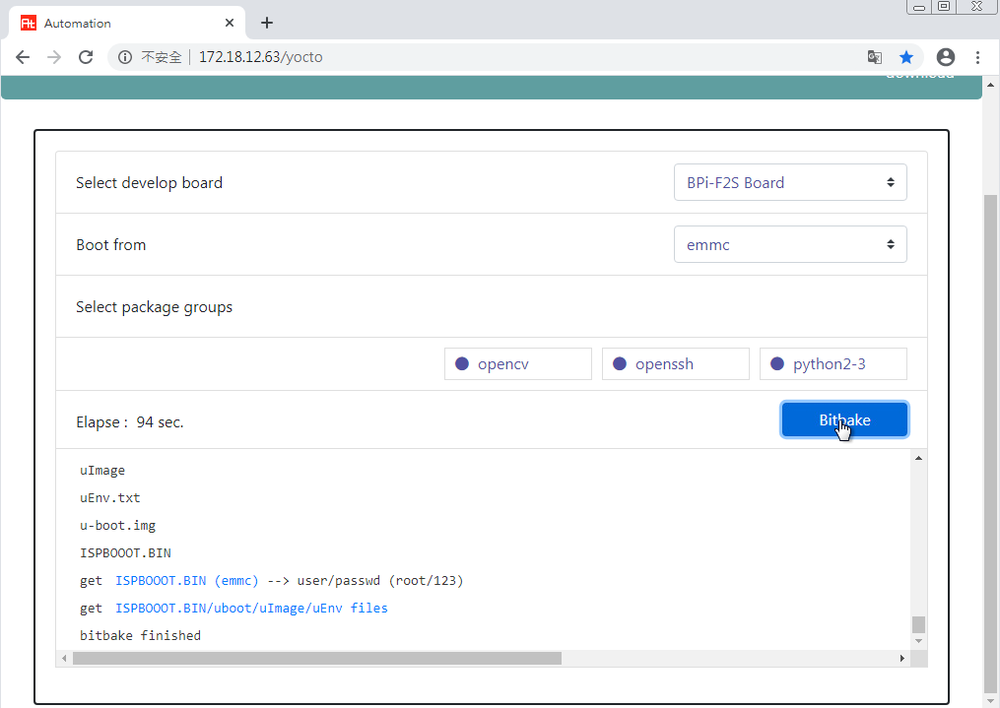 Automation
不安全 172.18.12.63/yocto
download
Select develop board BPi-F2S Board
Boot from emmc
Select package groups
opencv openssh python2-3
Elapse : 94 sec. Bitbake
uImage
uEnv.txt
u-boot.img
ISPBOOOT.BIN
get ISPBOOOT.BIN (emmc) --> user/passwd (root/123)
get ISPBOOOT.BIN/uboot/uImage/uEnv files
bitbake finished